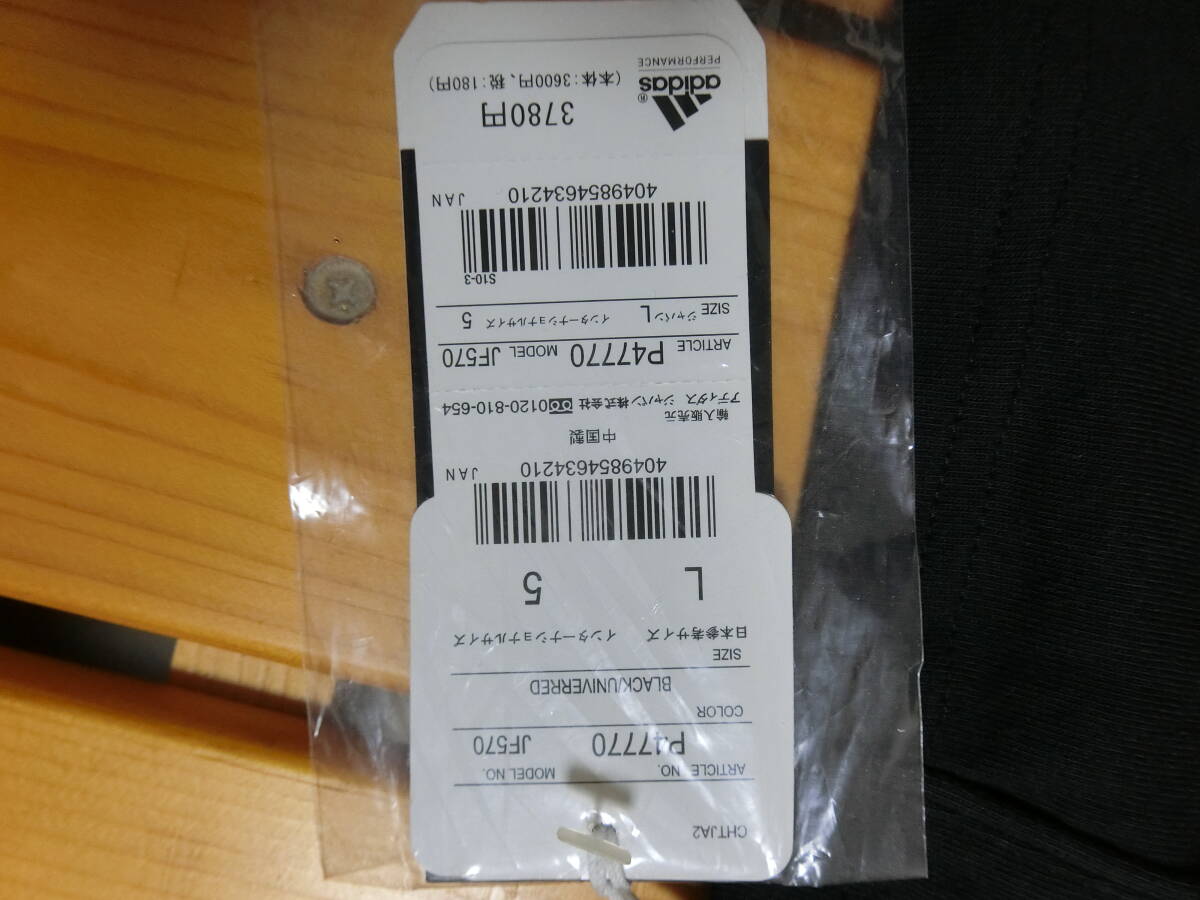 CHTJA2
ARTICLE NO. MODEL NO.
P47770 JF570
COLOR
BLACK/UNIVERRED
SIZE
日本参考サイズ インターナショナルサイズ
L 5
4049854634210 JAN
中国製
輸入販売元
アディダス ジャパン株式会社 0120-810-654
ARTICLE P47770 MODEL JF570
SIZE ジャパン L インターナショナルサイズ 5
S10-3
4049854634210 JAN
3780円
(本体:3600円、税:180円)
adidas®
PERFORMANCE